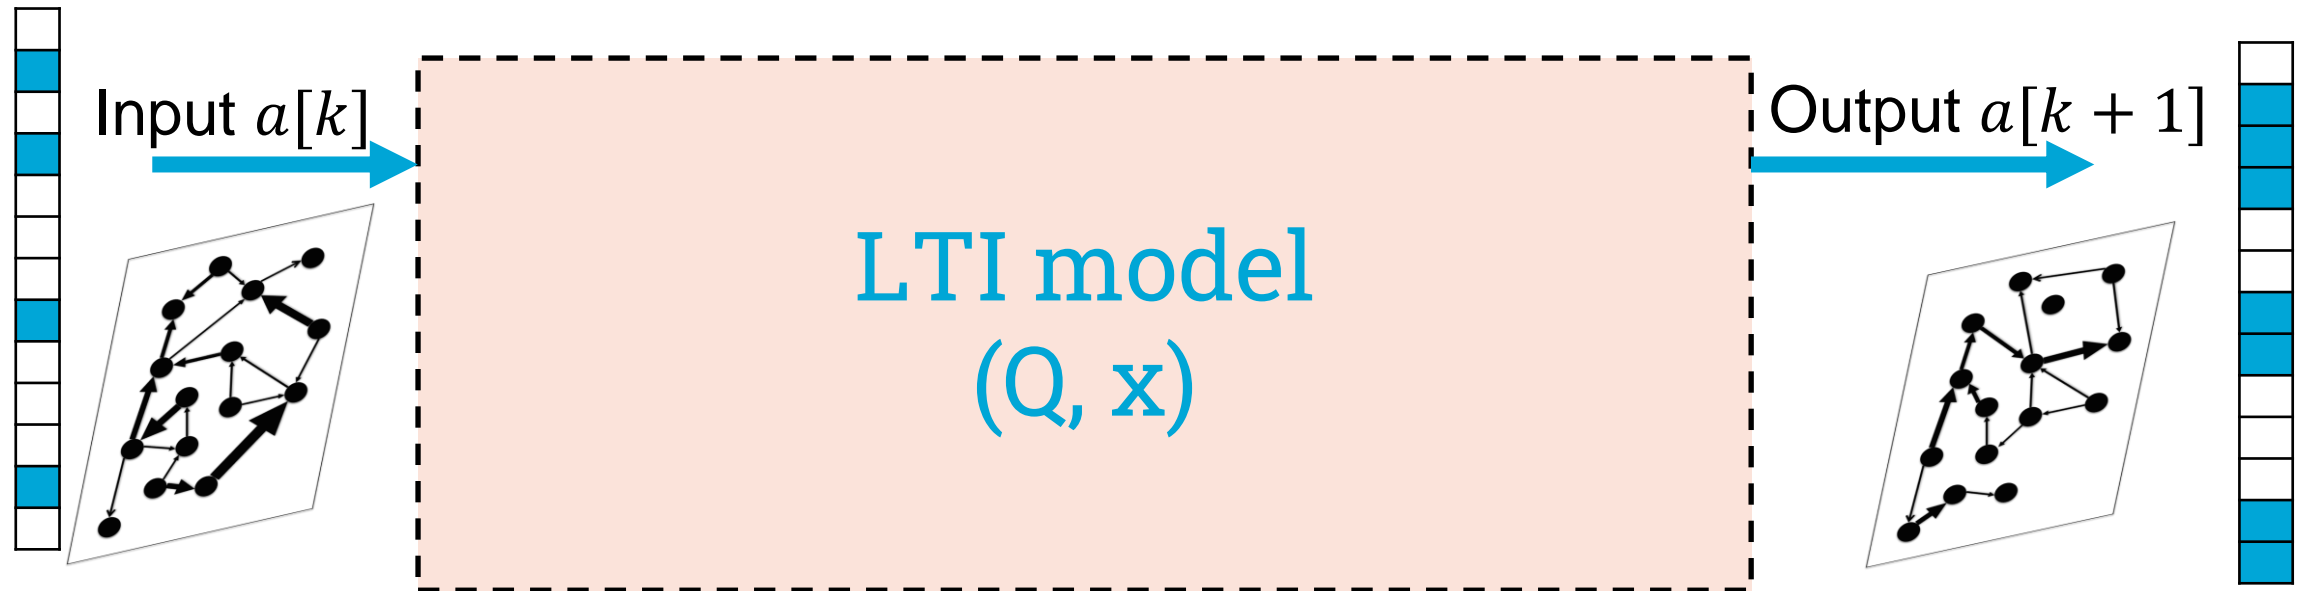 Input a[k]
Output a[k + 1]
LTI model
(Q, x)